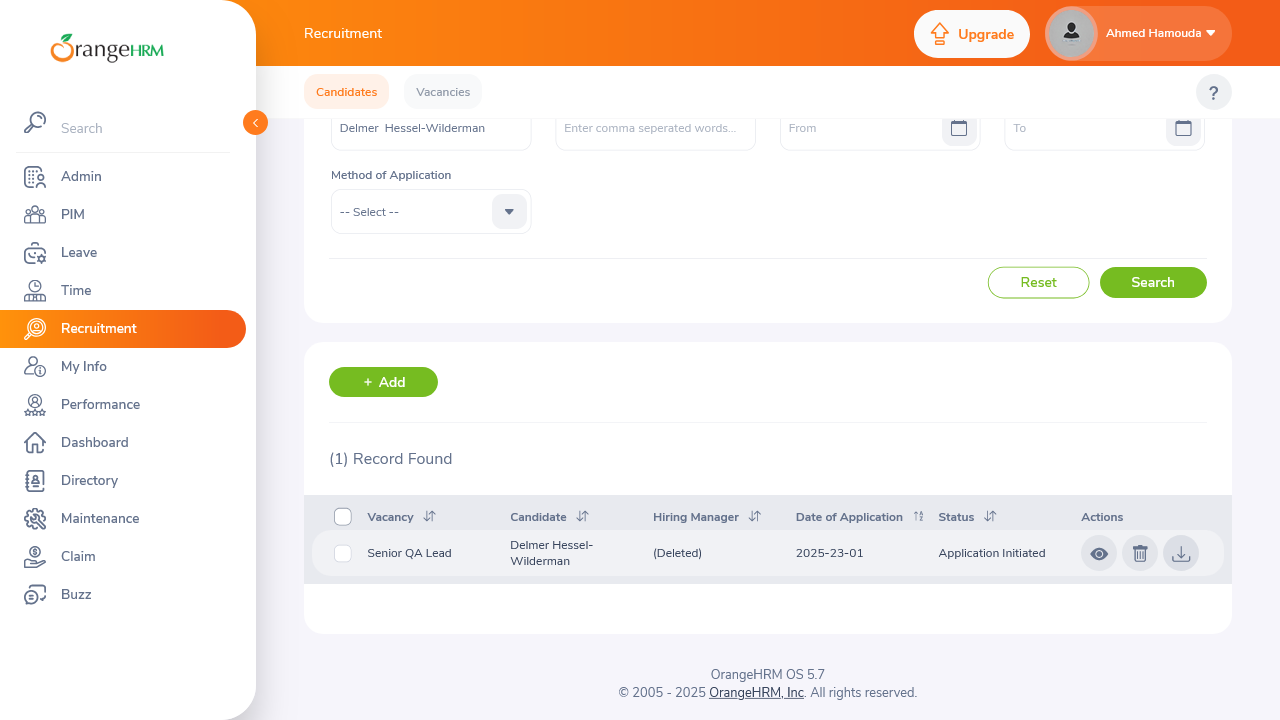 OrangeHRM
Recruitment
Upgrade
Ahmed Hamouda
Search
Candidates
Vacancies
?
Admin
PIM
Leave
Time
Recruitment
My Info
Performance
Dashboard
Directory
Maintenance
Claim
Buzz
Delmer  Hessel-Wilderman
Enter comma seperated words...
From
To
Method of Application
-- Select --
Reset
Search
+ Add
(1) Record Found
Vacancy
Candidate
Hiring Manager
Date of Application
Status
Actions
Senior QA Lead
Delmer Hessel-
Wilderman
(Deleted)
2025-23-01
Application Initiated
OrangeHRM OS 5.7
© 2005 - 2025 OrangeHRM, Inc. All rights reserved.